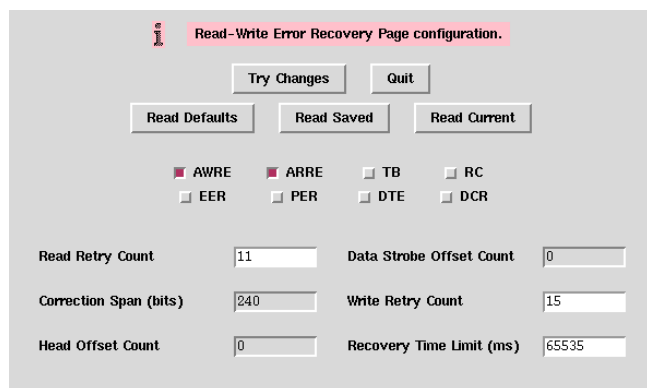 i Read-Write Error Recovery Page configuration.
Try Changes Quit
Read Defaults Read Saved Read Current
AWRE ARRE TB RC
EER PER DTE DCR
Read Retry Count 11 Data Strobe Offset Count 0
Correction Span (bits) 240 Write Retry Count 15
Head Offset Count 0 Recovery Time Limit (ms) 65535